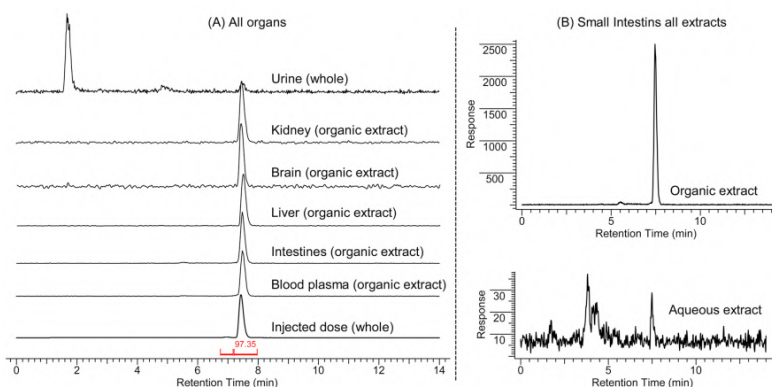 (A) All organs
Urine (whole)
Kidney (organic extract)
Brain (organic extract)
Liver (organic extract)
Intestines (organic extract)
Blood plasma (organic extract)
Injected dose (whole)
97.35
0 2 4 6 8 10 12 14
Retention Time (min)
(B) Small Intestins all extracts
2500
2000
1500
1000
500
Response
Organic extract
0 5 10
Retention Time (min)
30
20
10
Response
Aqueous extract
0 5 10
Retention Time (min)